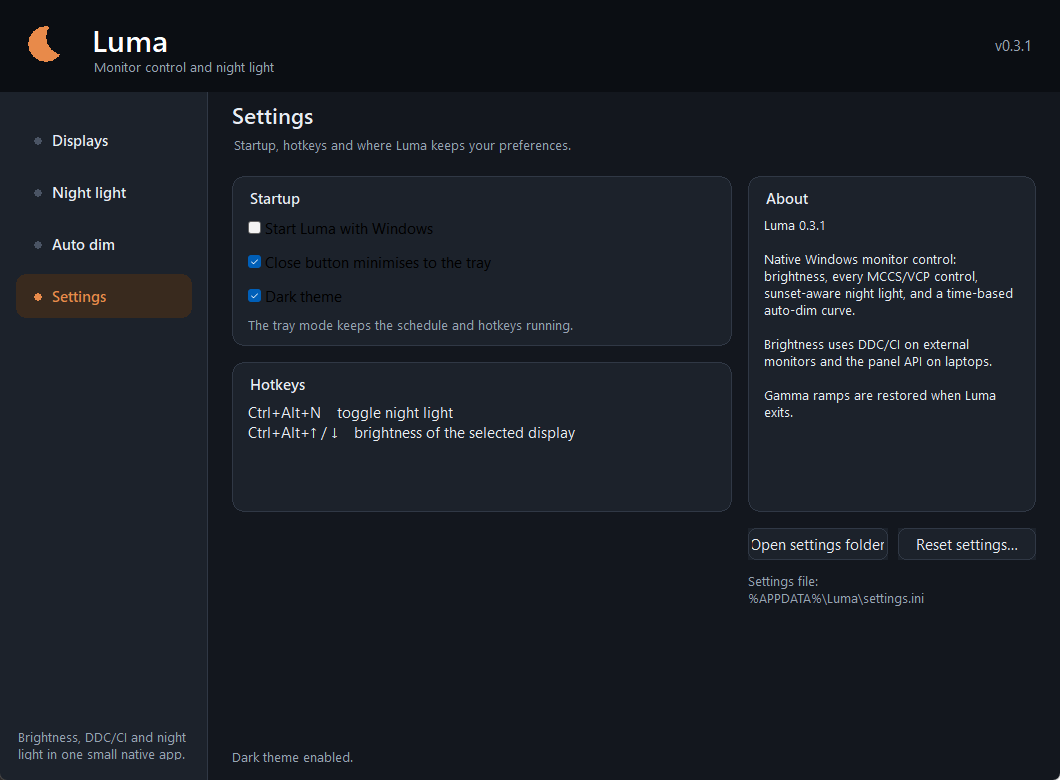 Luma
Monitor control and night light
v0.3.1
Displays
Night light
Auto dim
Settings
Brightness, DDC/CI and night
light in one small native app.
Settings
Startup, hotkeys and where Luma keeps your preferences.
Startup
Start Luma with Windows
Close button minimises to the tray
Dark theme
The tray mode keeps the schedule and hotkeys running.
Hotkeys
Ctrl+Alt+N toggle night light
Ctrl+Alt+↑ / ↓ brightness of the selected display
About
Luma 0.3.1
Native Windows monitor control:
brightness, every MCCS/VCP control,
sunset-aware night light, and a time-based
auto-dim curve.
Brightness uses DDC/CI on external
monitors and the panel API on laptops.
Gamma ramps are restored when Luma
exits.
Open settings folder
Reset settings...
Settings file:
%APPDATA%\Luma\settings.ini
Dark theme enabled.